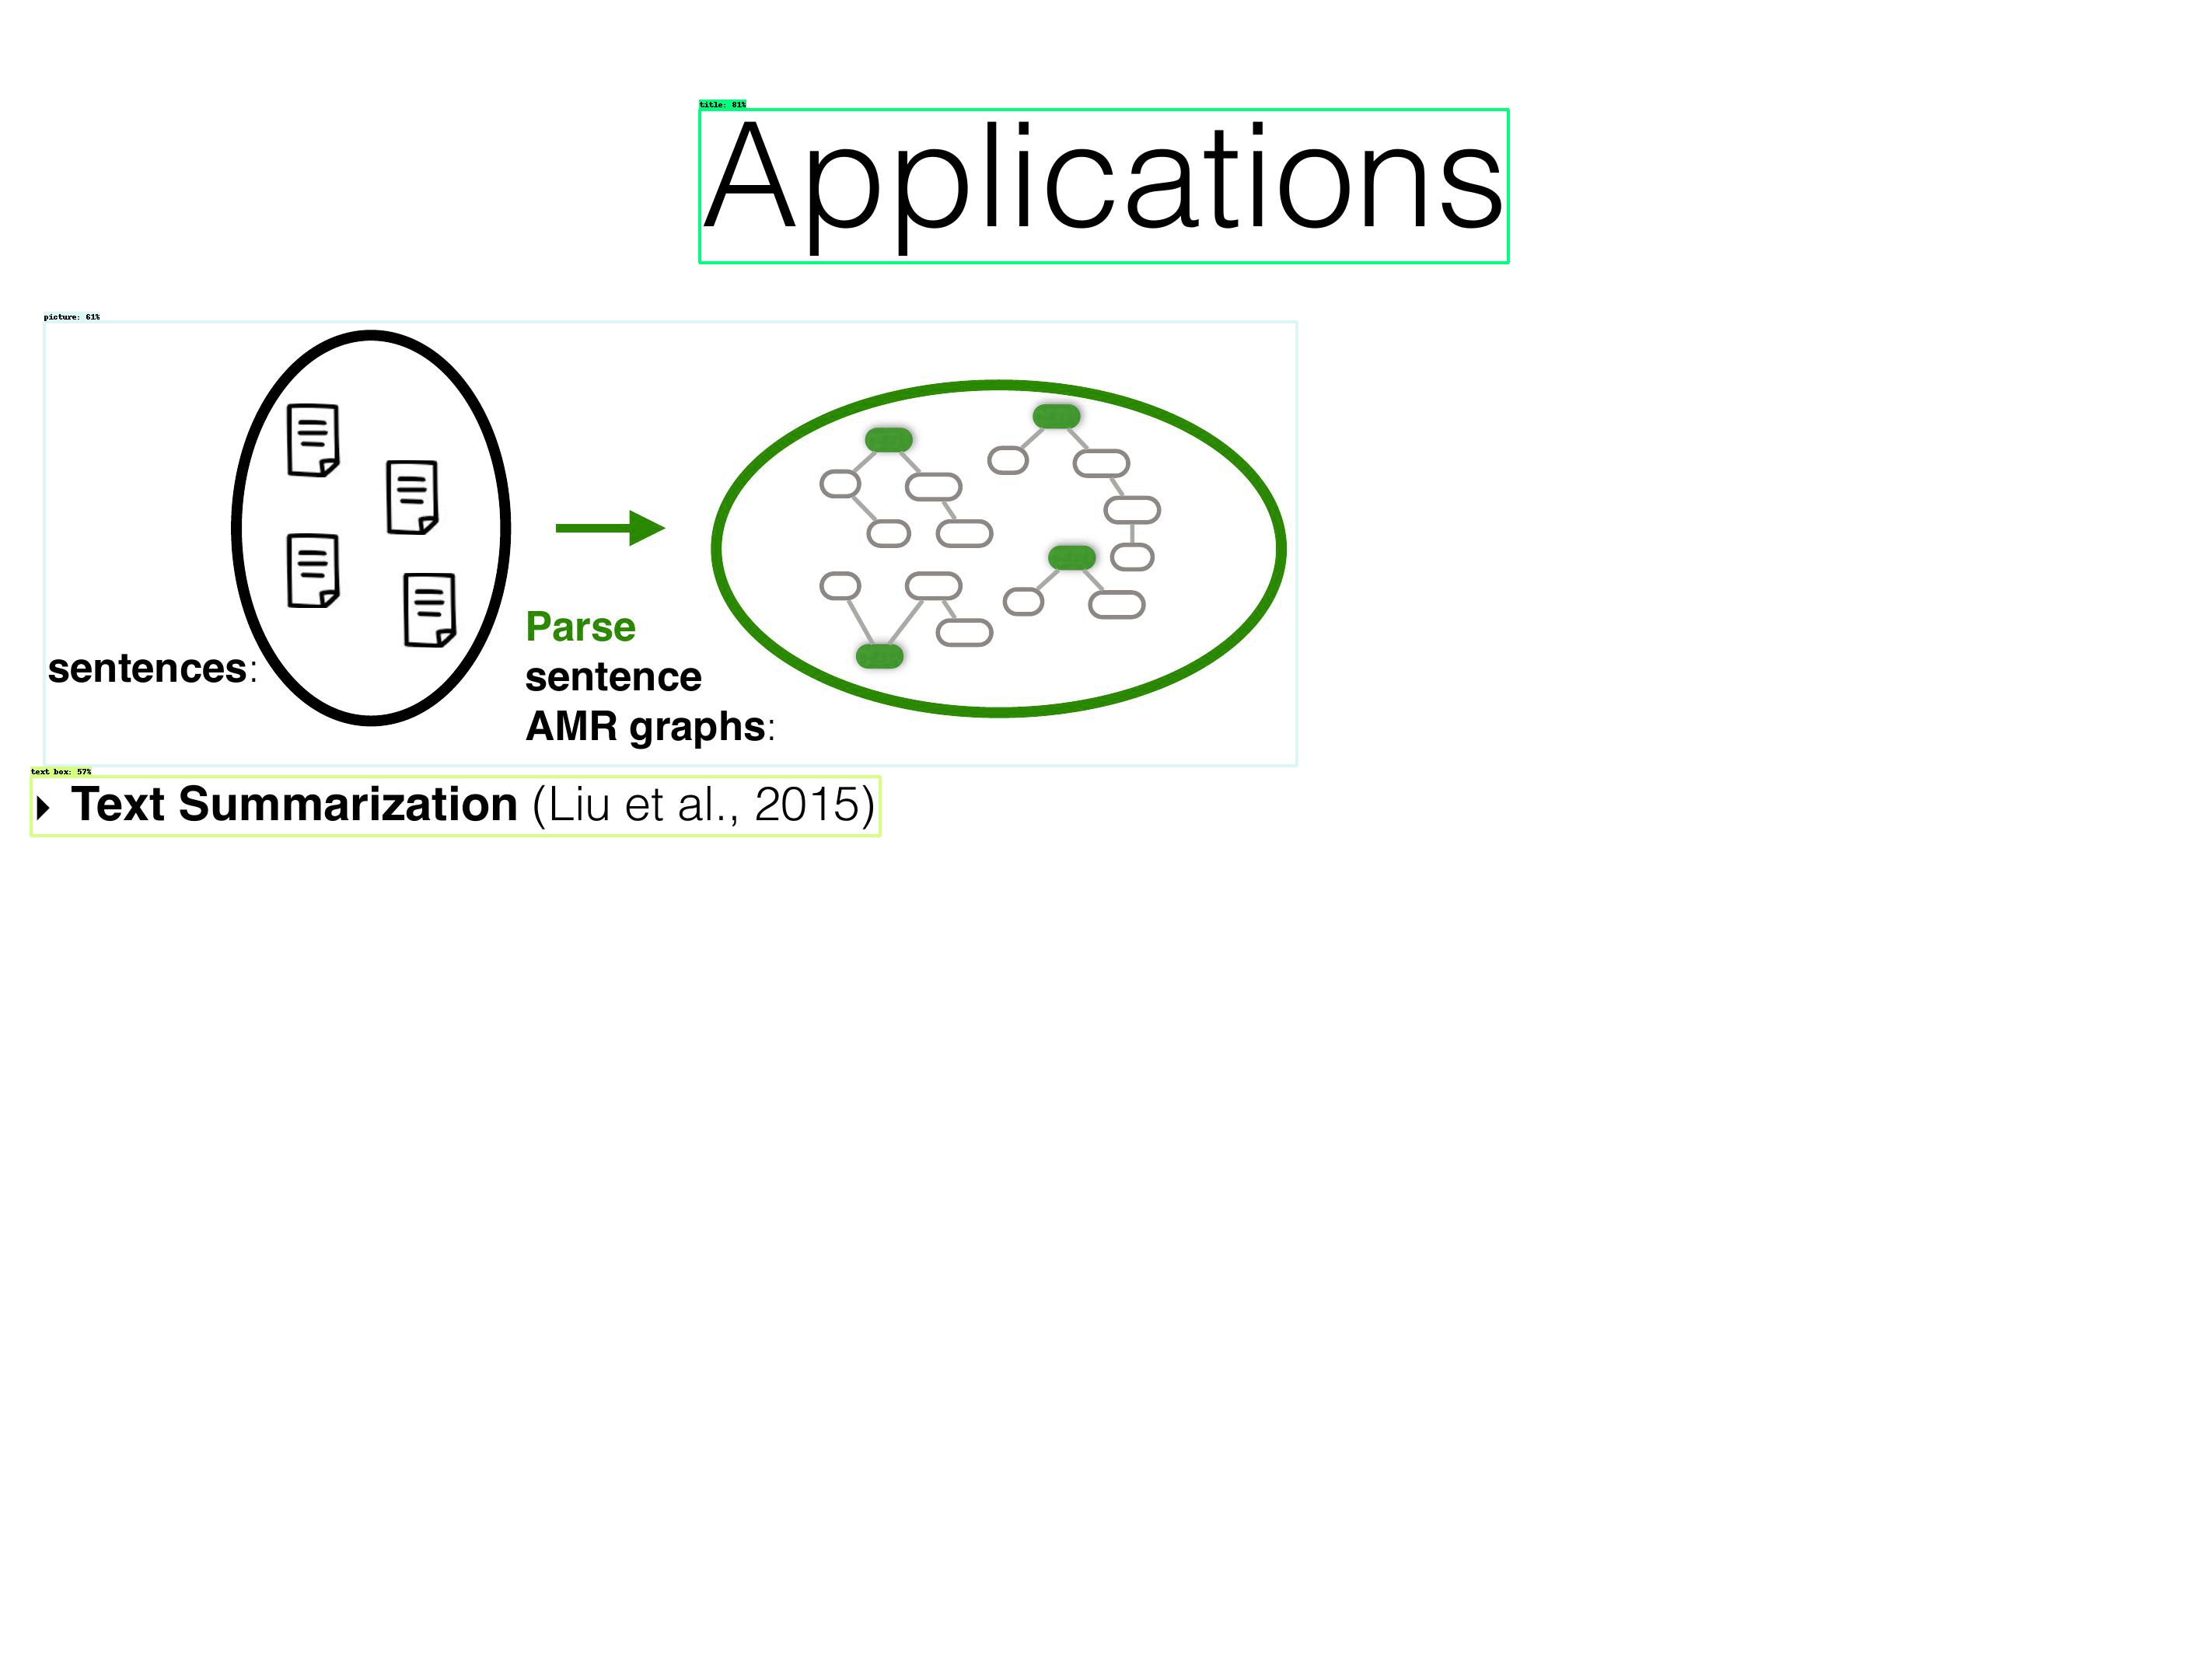 title: 81%
Applications
picture: 61%
sentences:
Parse
sentence
AMR graphs:
text box: 57%
‣ Text Summarization (Liu et al., 2015)